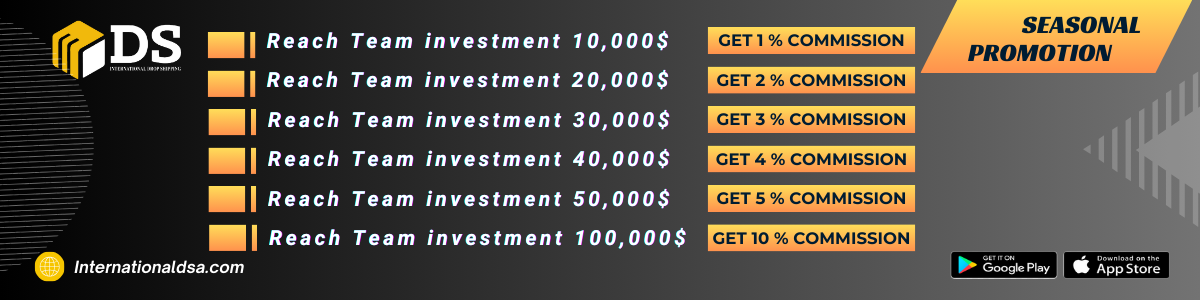 DS
INTERNATIONAL DROP SHIPPING
SEASONAL
PROMOTION
Reach Team investment 10,000$ GET 1 % COMMISSION
Reach Team investment 20,000$ GET 2 % COMMISSION
Reach Team investment 30,000$ GET 3 % COMMISSION
Reach Team investment 40,000$ GET 4 % COMMISSION
Reach Team investment 50,000$ GET 5 % COMMISSION
Reach Team investment 100,000$ GET 10 % COMMISSION
Internationaldsa.com
GET IT ON
Google Play
Download on the
App Store